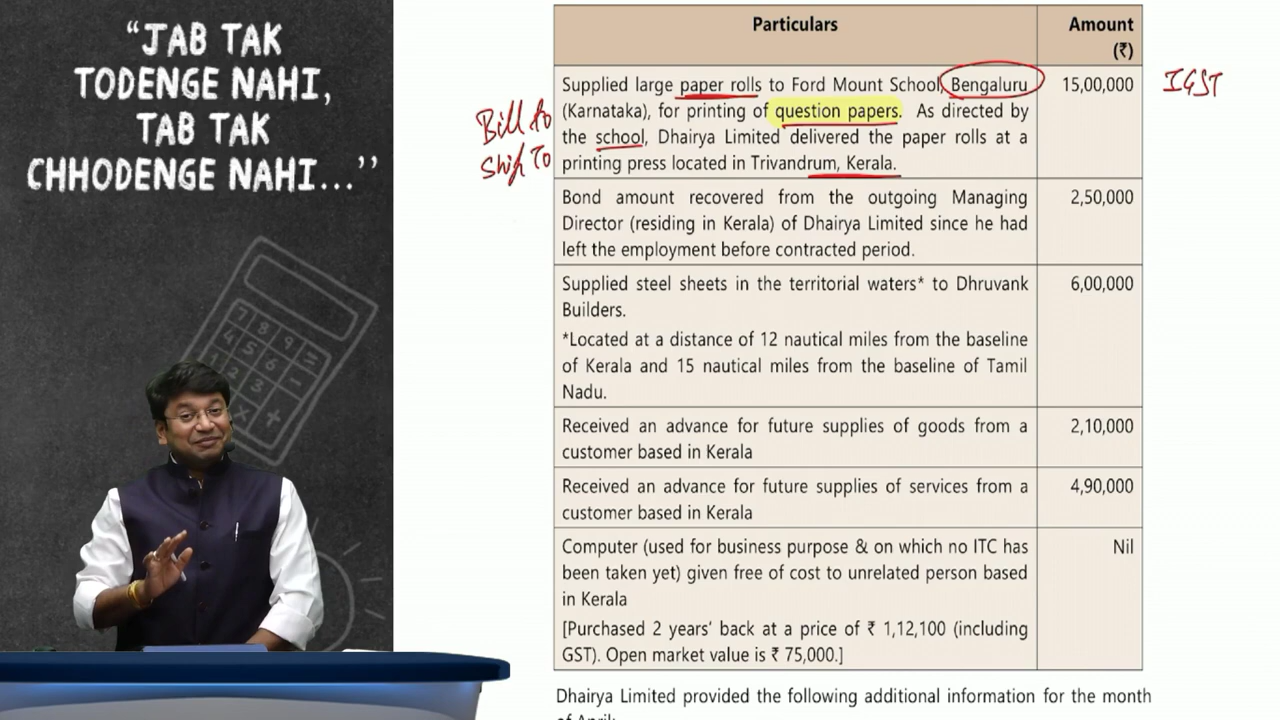 “JAB TAK
TODENGE NAHI,
TAB TAK
CHHODENGE NAHI...’’
Particulars
Amount
(₹)
Supplied large paper rolls to Ford Mount School, Bengaluru
(Karnataka), for printing of question papers. As directed by
the school, Dhairya Limited delivered the paper rolls at a
printing press located in Trivandrum, Kerala.
15,00,000
IGST
Bill to
Ship To
Bond amount recovered from the outgoing Managing
Director (residing in Kerala) of Dhairya Limited since he had
left the employment before contracted period.
2,50,000
Supplied steel sheets in the territorial waters* to Dhruvank
Builders.
*Located at a distance of 12 nautical miles from the baseline
of Kerala and 15 nautical miles from the baseline of Tamil
Nadu.
6,00,000
Received an advance for future supplies of goods from a
customer based in Kerala
2,10,000
Received an advance for future supplies of services from a
customer based in Kerala
4,90,000
Computer (used for business purpose & on which no ITC has
been taken yet) given free of cost to unrelated person based
in Kerala
[Purchased 2 years’ back at a price of ₹ 1,12,100 (including
GST). Open market value is ₹ 75,000.]
Nil
Dhairya Limited provided the following additional information for the month
of April: